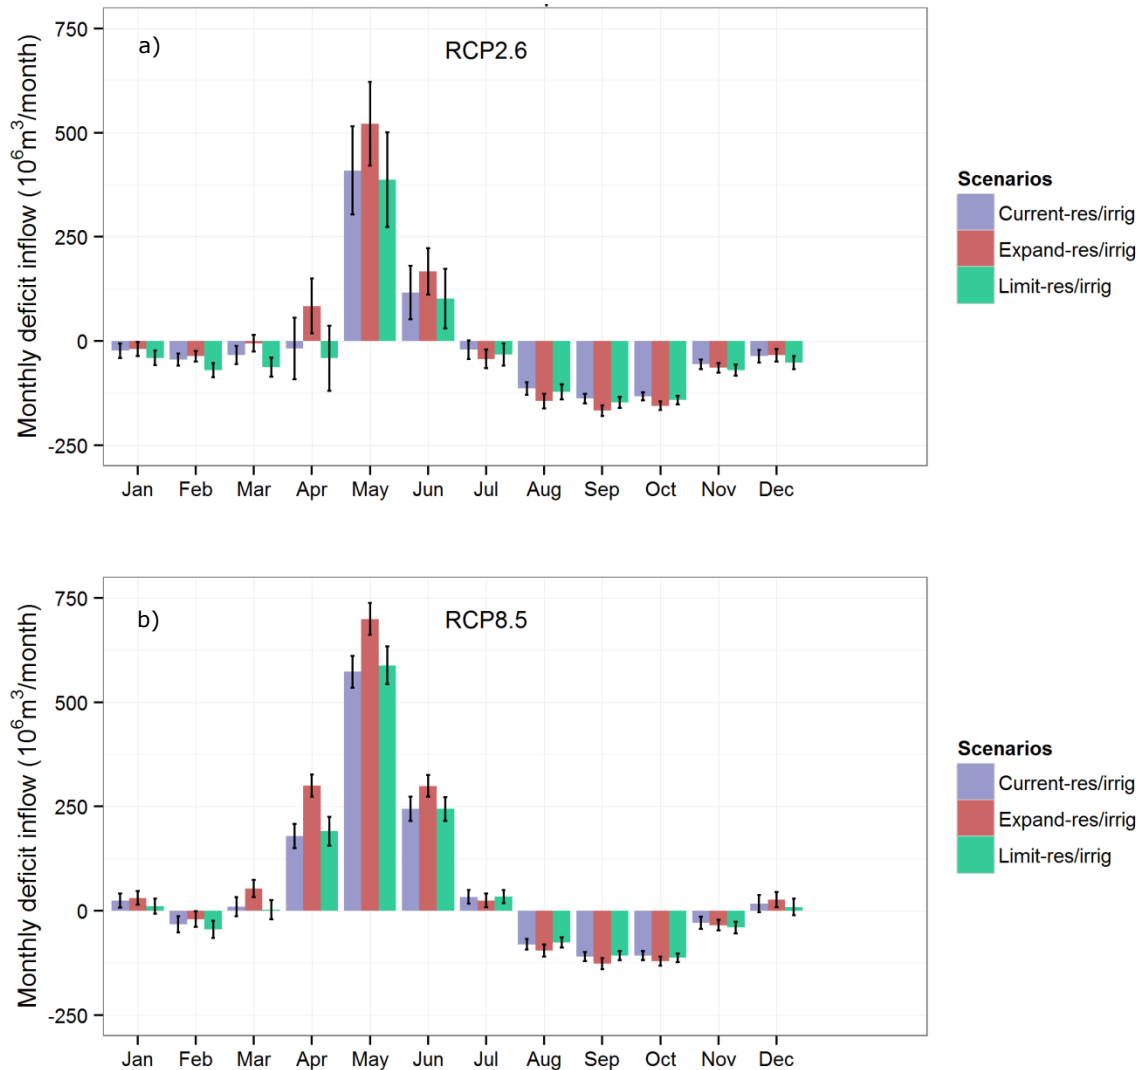 a)
RCP2.6
Monthly deficit inflow (10⁶m³/month)
750
500
250
0
-250
Jan Feb Mar Apr May Jun Jul Aug Sep Oct Nov Dec
Scenarios
Current-res/irrig
Expand-res/irrig
Limit-res/irrig
b)
RCP8.5
Monthly deficit inflow (10⁶m³/month)
750
500
250
0
-250
Jan Feb Mar Apr May Jun Jul Aug Sep Oct Nov Dec
Scenarios
Current-res/irrig
Expand-res/irrig
Limit-res/irrig